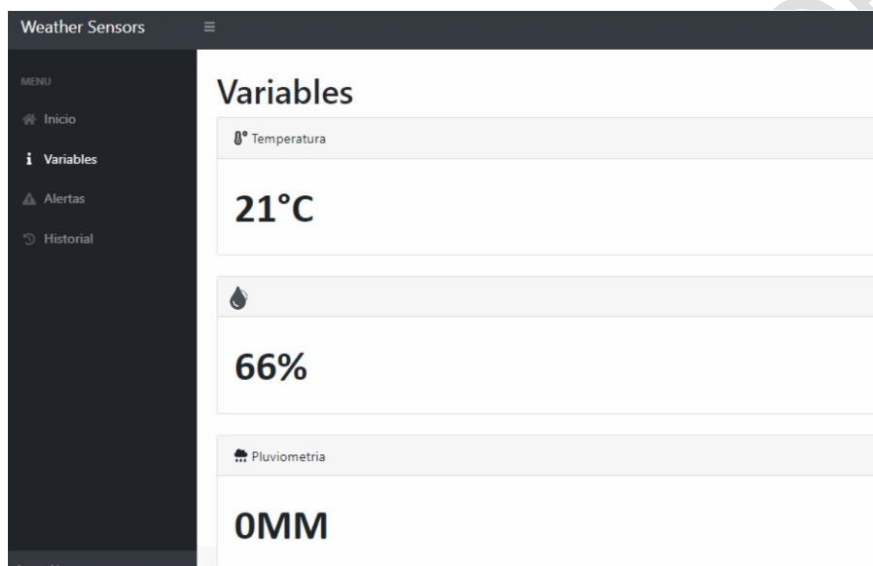 Weather Sensors
MENU
Inicio
Variables
Alertas
Historial
Variables
Temperatura
21°C
66%
Pluviometria
0MM